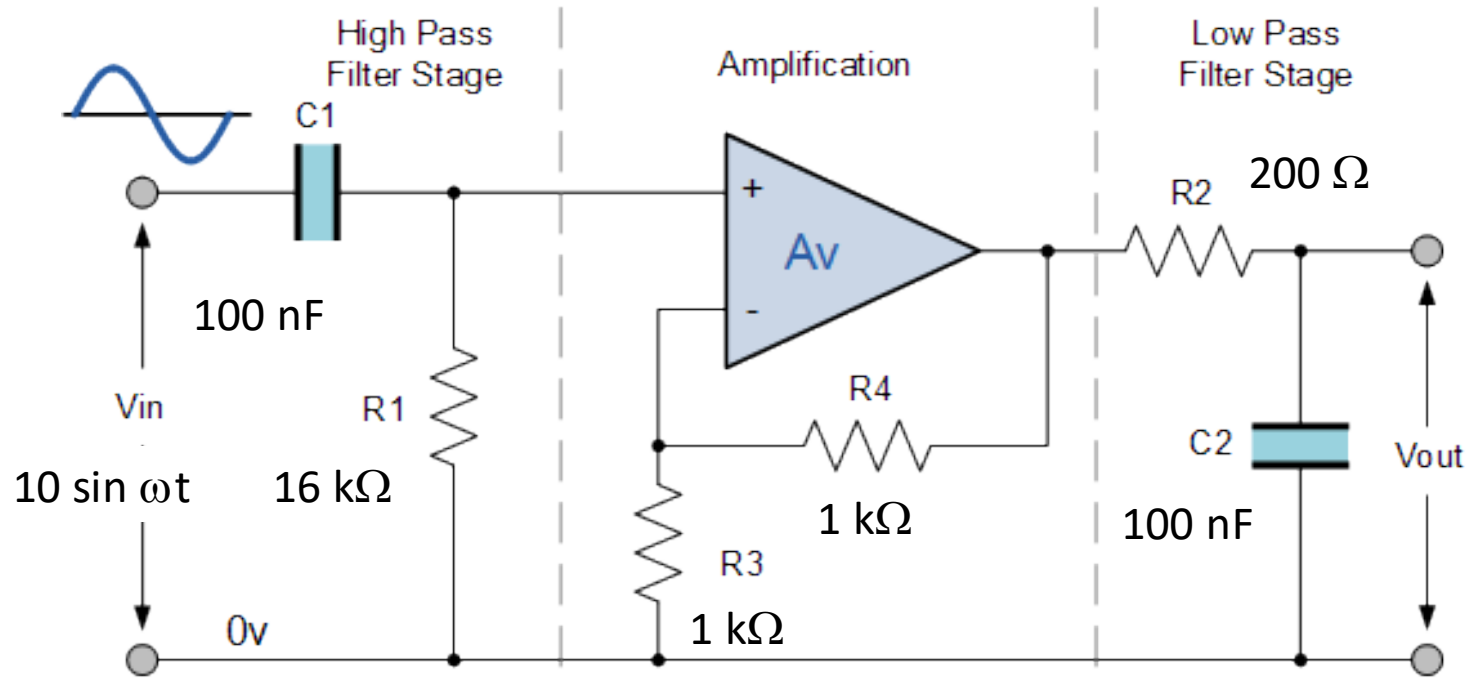 High Pass
Filter Stage
Amplification
Low Pass
Filter Stage
C1
100 nF
Vin
10 sin ωt
R1
16 kΩ
0v
+
-
Av
R4
1 kΩ
R3
1 kΩ
R2
200 Ω
C2
100 nF
Vout